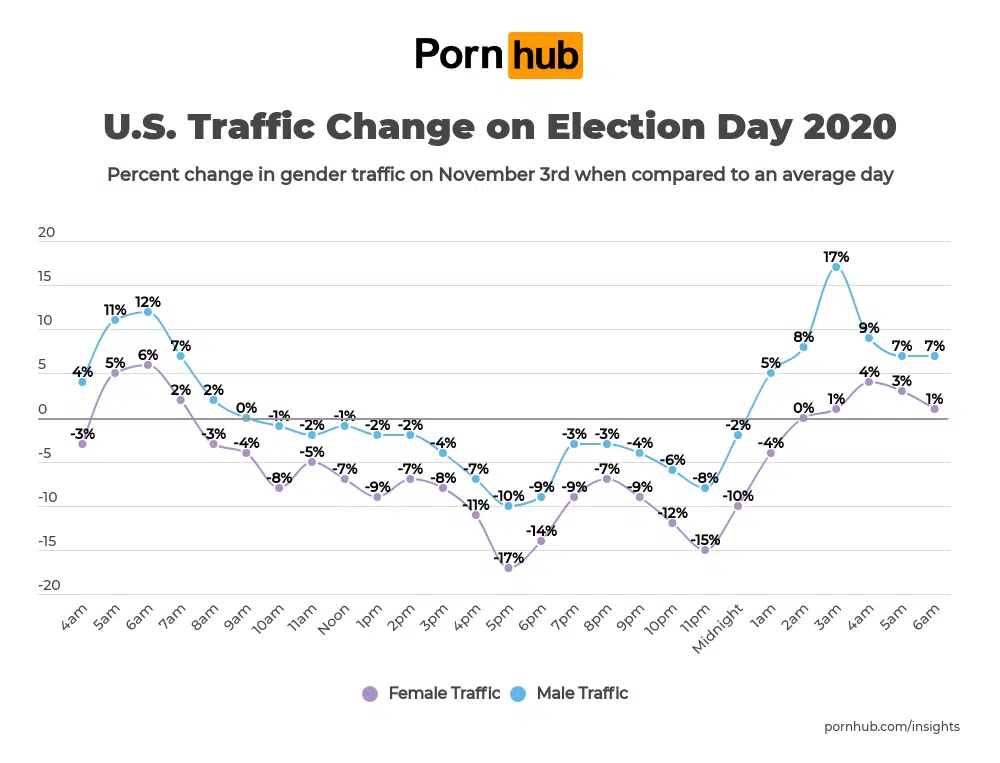 Pornhub
U.S. Traffic Change on Election Day 2020
Percent change in gender traffic on November 3rd when compared to an average day
20
15
10
5
0
-5
-10
-15
-20
4% 11% 12% 7% 2% 0% -1% -2% -1% -2% -2% -4% -7% -10% -9% -3% -3% -4% -6% -8% -2% 5% 8% 17% 9% 7% 7%
-3% 5% 6% 2% -3% -4% -8% -5% -7% -9% -7% -8% -11% -17% -14% -9% -7% -9% -12% -15% -10% -4% 0% 1% 4% 3% 1%
4am 5am 6am 7am 8am 9am 10am 11am Noon 1pm 2pm 3pm 4pm 5pm 6pm 7pm 8pm 9pm 10pm 11pm Midnight 1am 2am 3am 4am 5am 6am
Female Traffic Male Traffic
pornhub.com/insights